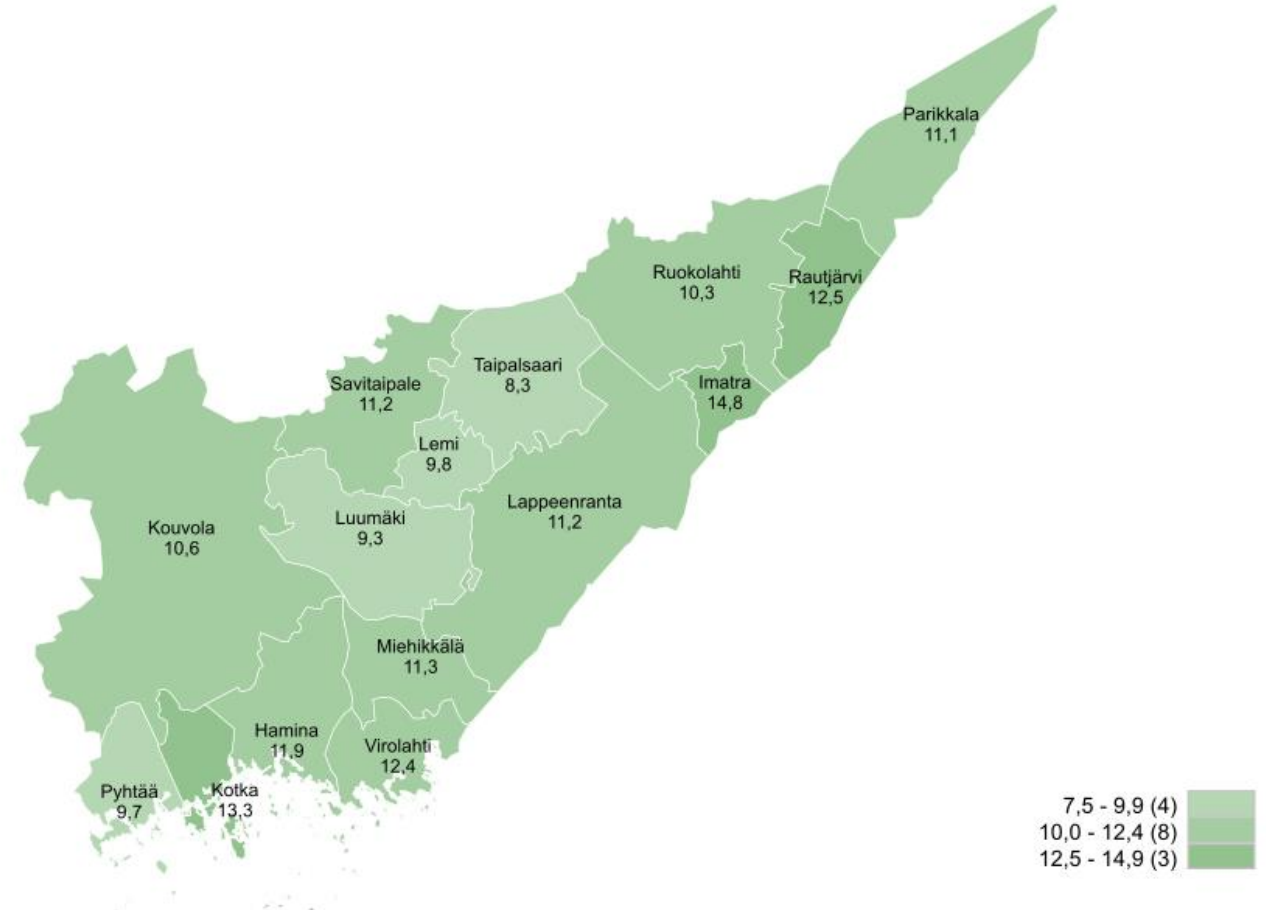 Parikkala
11,1
Ruokolahti
10,3
Rautjärvi
12,5
Taipalsaari
8,3
Savitaipale
11,2
Imatra
14,8
Lemi
9,8
Lappeenranta
11,2
Luumäki
9,3
Kouvola
10,6
Miehikkälä
11,3
Hamina
11,9
Virolahti
12,4
Pyhtää
9,7
Kotka
13,3
7,5 - 9,9 (4)
10,0 - 12,4 (8)
12,5 - 14,9 (3)